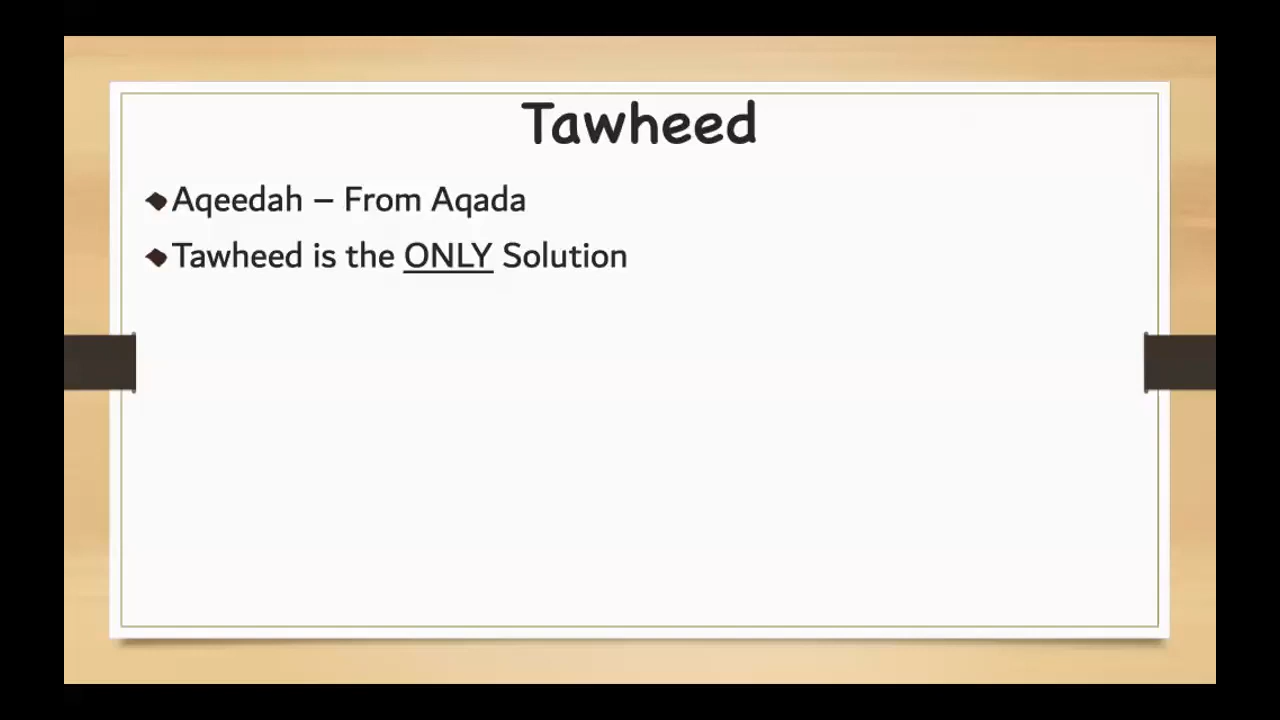 Tawheed
Aqeedah – From Aqada
Tawheed is the ONLY Solution